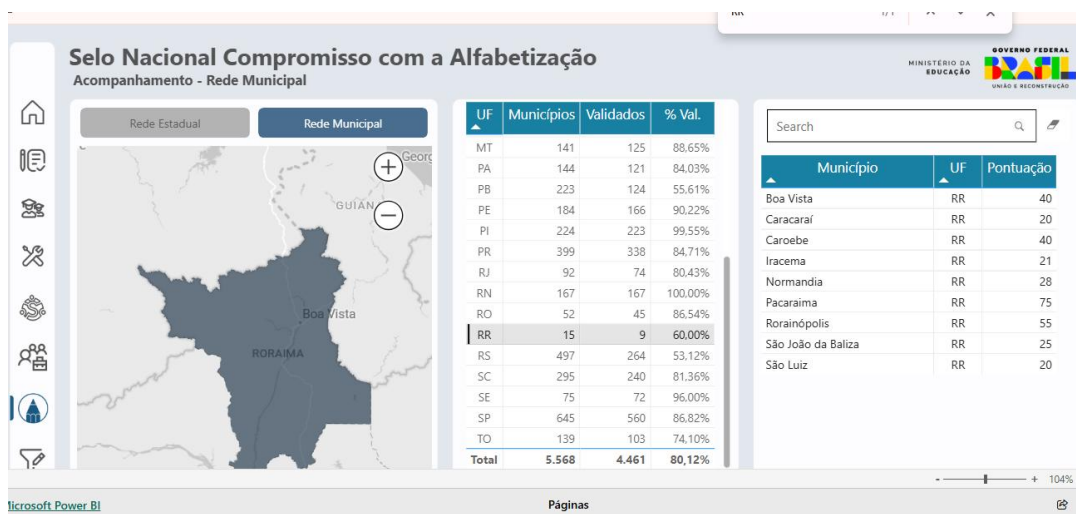 RR 1/1
Selo Nacional Compromisso com a Alfabetização
Acompanhamento - Rede Municipal
MINISTÉRIO DA
EDUCAÇÃO
GOVERNO FEDERAL
BRASIL
UNIÃO E RECONSTRUÇÃO
Rede Estadual Rede Municipal
Georg
GUIAN
Boa Vista
RORAIMA
UF Municípios Validados % Val.
MT 141 125 88,65%
PA 144 121 84,03%
PB 223 124 55,61%
PE 184 166 90,22%
PI 224 223 99,55%
PR 399 338 84,71%
RJ 92 74 80,43%
RN 167 167 100,00%
RO 52 45 86,54%
RR 15 9 60,00%
RS 497 264 53,12%
SC 295 240 81,36%
SE 75 72 96,00%
SP 645 560 86,82%
TO 139 103 74,10%
Total 5.568 4.461 80,12%
Search
Município UF Pontuação
Boa Vista RR 40
Caracaraí RR 20
Caroebe RR 40
Iracema RR 21
Normandia RR 28
Pacaraima RR 75
Rorainópolis RR 55
São João da Baliza RR 25
São Luiz RR 20
- + 104%
Microsoft Power BI
Páginas